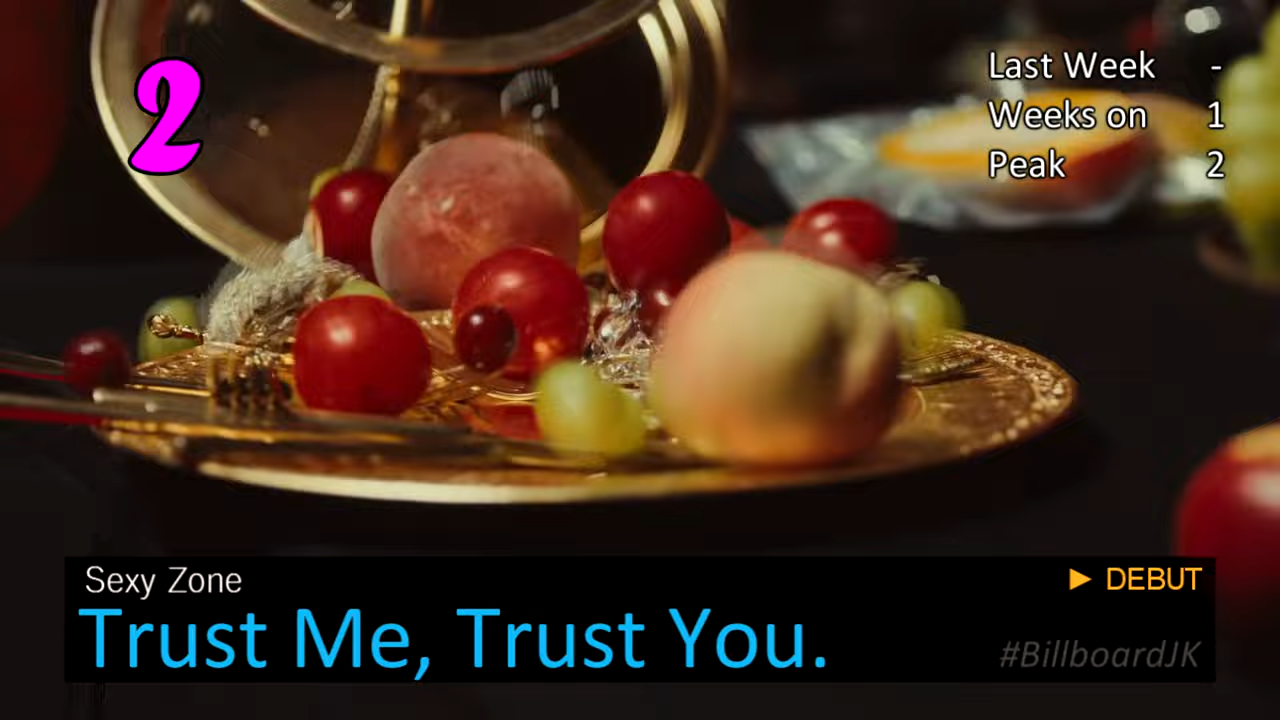 2
Last Week -
Weeks on 1
Peak 2
Sexy Zone
► DEBUT
Trust Me, Trust You.
#BillboardJK